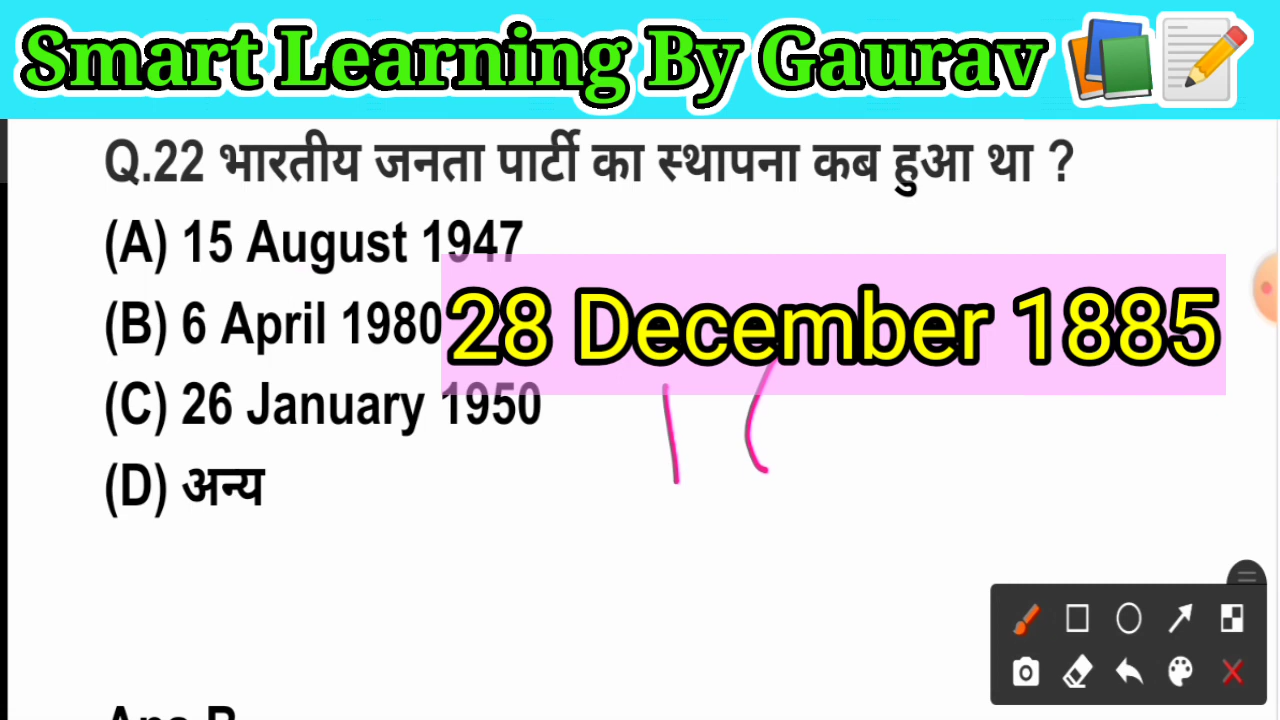 Smart Learning By Gaurav
Q.22 भारतीय जनता पार्टी का स्थापना कब हुआ था ?
(A) 15 August 1947
(B) 6 April 1980
28 December 1885
(C) 26 January 1950
(D) अन्य